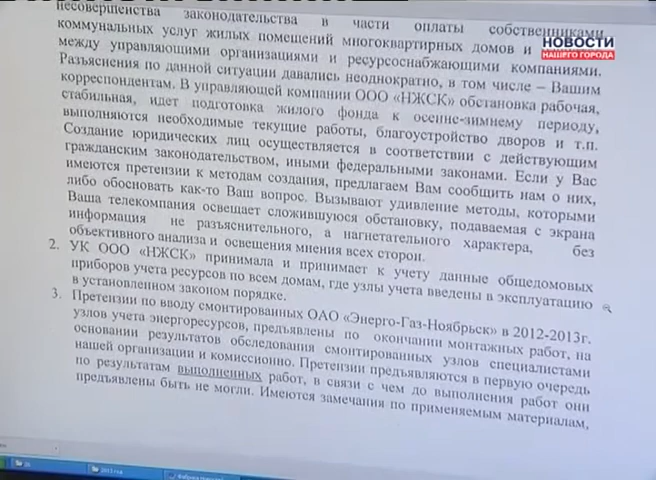 несовершенства законодательства в части оплаты собственниками
коммунальных услуг жилых помещений многоквартирных домов и
между управляющими организациями и ресурсоснабжающими компаниями.
Разъяснения по данной ситуации давались неоднократно, в том числе – Вашим
корреспондентам. В управляющей компании ООО «НЖСК» обстановка рабочая,
стабильная, идет подготовка жилого фонда к осенне-зимнему периоду,
выполняются необходимые текущие работы, благоустройство дворов и т.п.
Создание юридических лиц осуществляется в соответствии с действующим
гражданским законодательством, иными федеральными законами. Если у Вас
имеются претензии к методам создания, предлагаем Вам сообщить нам о них,
либо обосновать как-то Ваш вопрос. Вызывают удивление методы, которыми
Ваша телекомпания освещает сложившуюся обстановку, подаваемая с экрана
информация не разъяснительного, а нагнетательного характера, без
объективного анализа и освещения мнения всех сторон.
2. УК ООО «НЖСК» принимала и принимает к учету данные общедомовых
приборов учета ресурсов по всем домам, где узлы учета введены в эксплуатацию
в установленном законом порядке.
3. Претензии по вводу смонтированных ОАО «Энерго-Газ-Ноябрьск» в 2012-2013г.
узлов учета энергоресурсов, предъявлены по окончании монтажных работ, на
основании результатов обследования смонтированных узлов специалистами
нашей организации и комиссионно. Претензии предъявляются в первую очередь
по результатам выполненных работ, в связи с чем до выполнения работ они
предъявлены быть не могли. Имеются замечания по применяемым материалам,
НОВОСТИ
НАШЕГО ГОРОДА